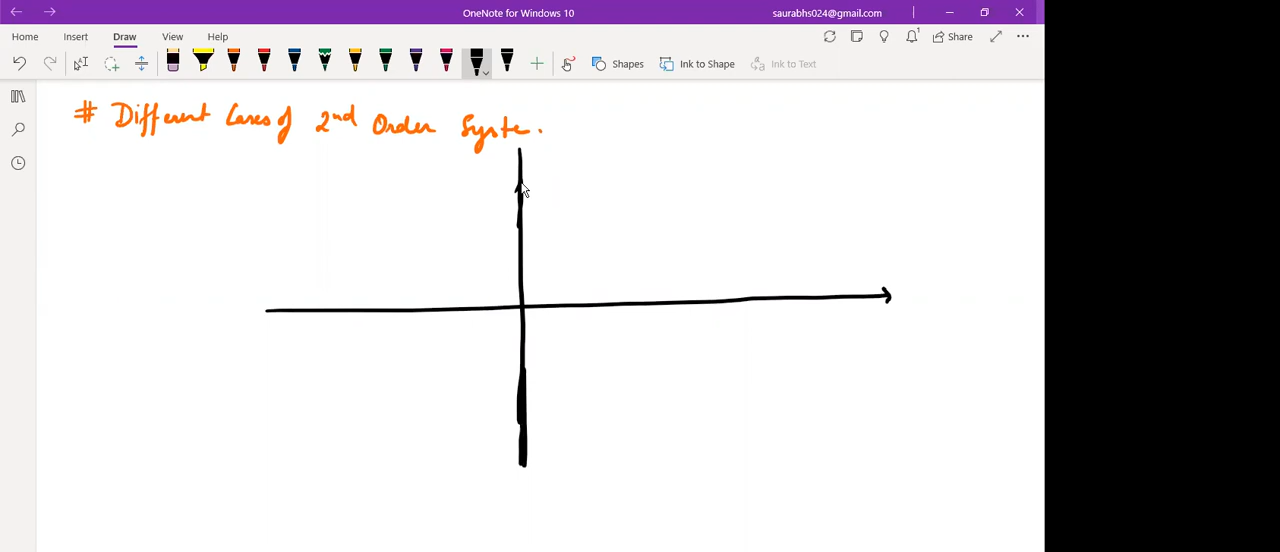 OneNote for Windows 10
saurabhs024@gmail.com
Home Insert Draw View Help
Share
Shapes Ink to Shape Ink to Text
# Different Cases of 2nd Order Syste.